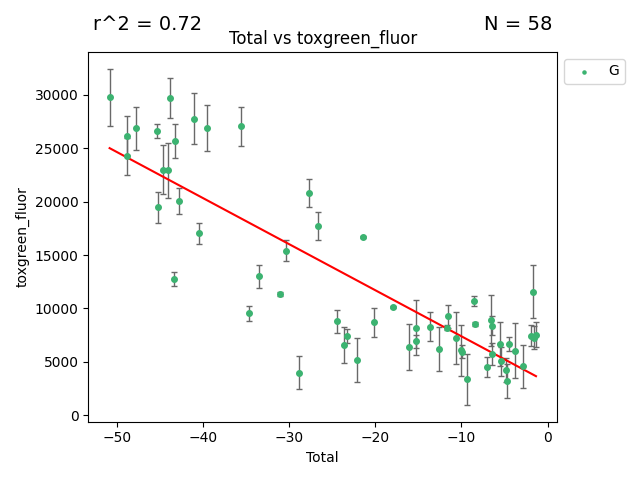 r^2 = 0.72
N = 58
Total vs toxgreen_fluor
G
30000
25000
20000
15000
10000
5000
0
toxgreen_fluor
−50
−40
−30
−20
−10
0
Total